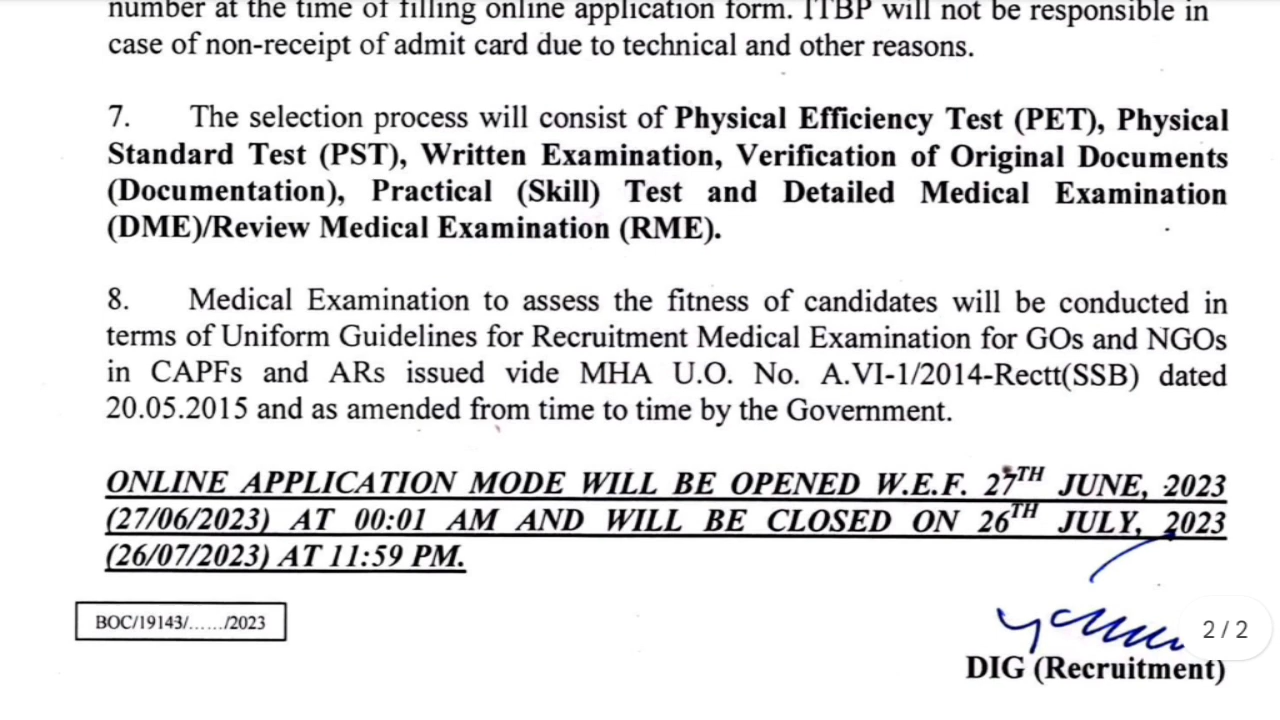 number at the time of filling online application form. ITBP will not be responsible in
case of non-receipt of admit card due to technical and other reasons.
7. The selection process will consist of Physical Efficiency Test (PET), Physical
Standard Test (PST), Written Examination, Verification of Original Documents
(Documentation), Practical (Skill) Test and Detailed Medical Examination
(DME)/Review Medical Examination (RME).
8. Medical Examination to assess the fitness of candidates will be conducted in
terms of Uniform Guidelines for Recruitment Medical Examination for GOs and NGOs
in CAPFs and ARs issued vide MHA U.O. No. A.VI-1/2014-Rectt(SSB) dated
20.05.2015 and as amended from time to time by the Government.
ONLINE APPLICATION MODE WILL BE OPENED W.E.F. 27TH JUNE, 2023
(27/06/2023) AT 00:01 AM AND WILL BE CLOSED ON 26TH JULY, 2023
(26/07/2023) AT 11:59 PM.
BOC/19143/....../2023
2 / 2
DIG (Recruitment)